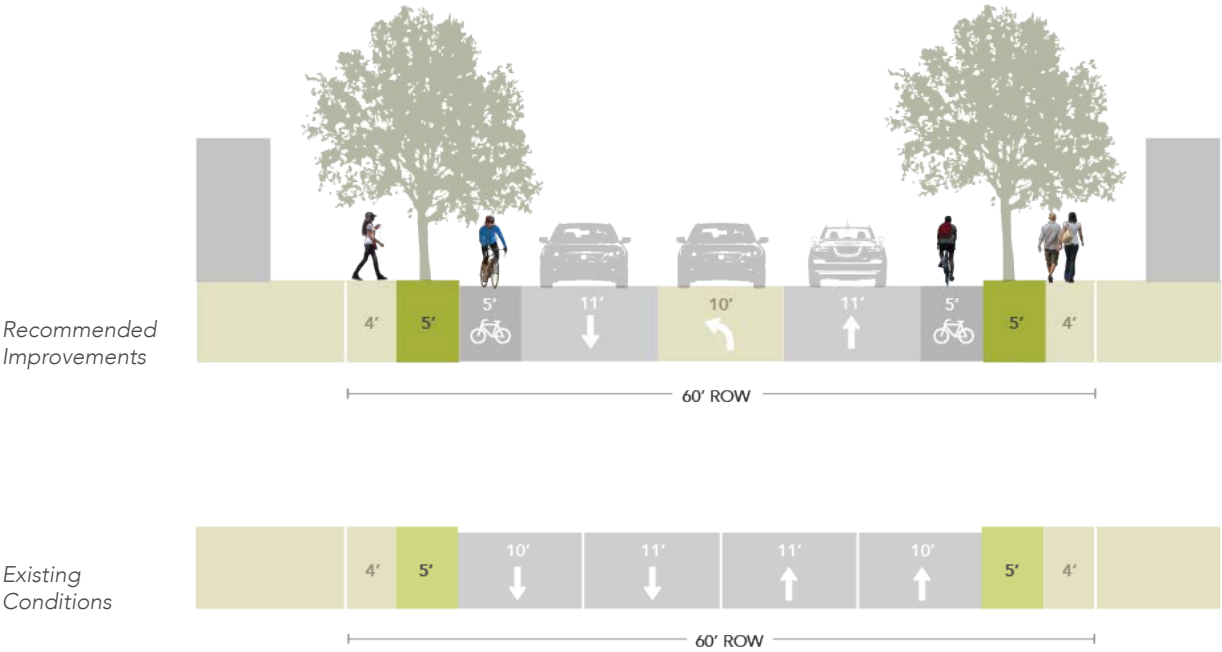 4' 5' 5' 11' 10' 11' 5' 5' 4'
Recommended
Improvements
60' ROW
Existing
Conditions
4' 5' 10' 11' 11' 10' 5' 4'
60' ROW